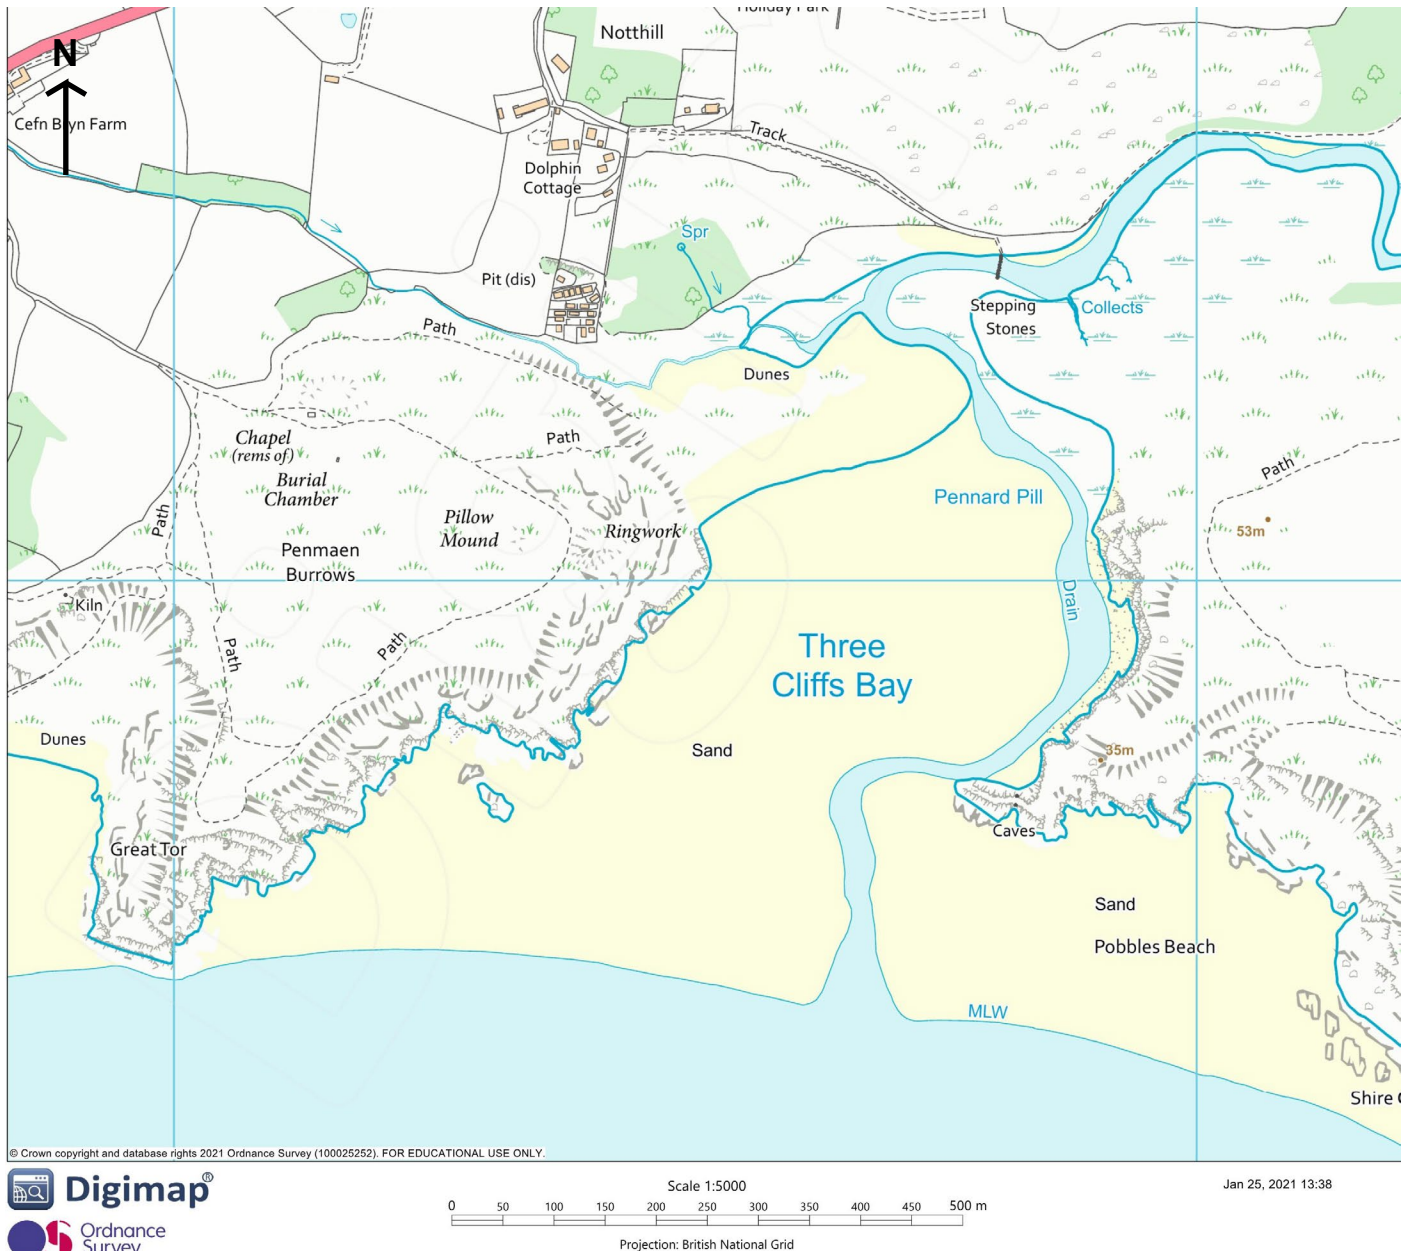 Holiday Park
Notthill
N
Cefn Bryn Farm
Track
Dolphin
Cottage
Spr
Pit (dis)
Stepping
Stones
Collects
Path
Dunes
Chapel
(rems of)
Path
Path
Burial
Chamber
Pennard Pill
Path
Pillow
Mound
Ringwork
53m
Penmaen
Burrows
Kiln
Drain
Path
Path
Three
Cliffs Bay
Dunes
Sand
35m
Caves
Great Tor
Sand
Pobbles Beach
MLW
Shire
© Crown copyright and database rights 2021 Ordnance Survey (100025252). FOR EDUCATIONAL USE ONLY.
Digimap®
Scale 1:5000
Jan 25, 2021 13:38
0 50 100 150 200 250 300 350 400 450 500 m
Ordnance
Survey
Projection: British National Grid